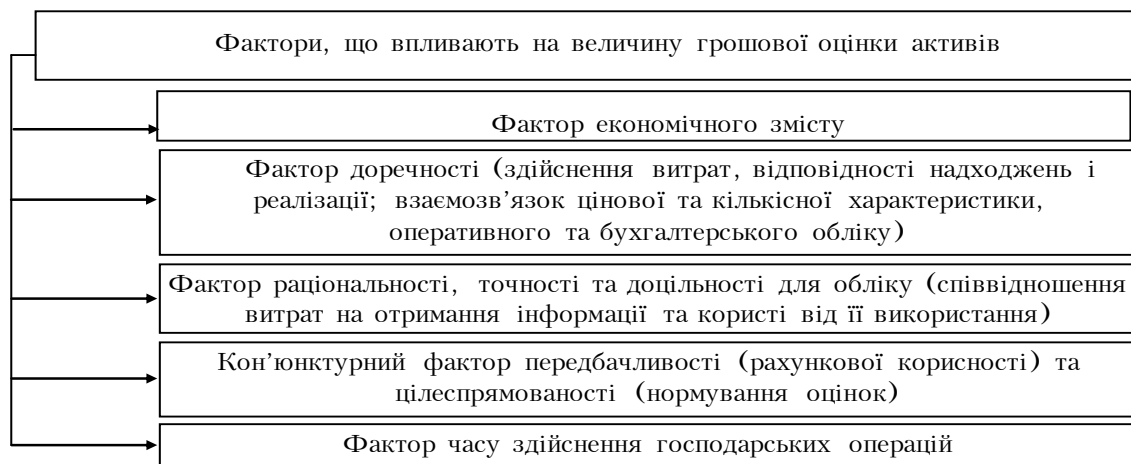 Фактори, що впливають на величину грошової оцінки активів
Фактор економічного змісту
Фактор доречності (здійснення витрат, відповідності надходжень і
реалізації; взаємозв’язок цінової та кількісної характеристики,
оперативного та бухгалтерського обліку)
Фактор раціональності, точності та доцільності для обліку (співвідношення
витрат на отримання інформації та користі від її використання)
Кон’юнктурний фактор передбачливості (рахункової корисності) та
цілеспрямованості (нормування оцінок)
Фактор часу здійснення господарських операцій